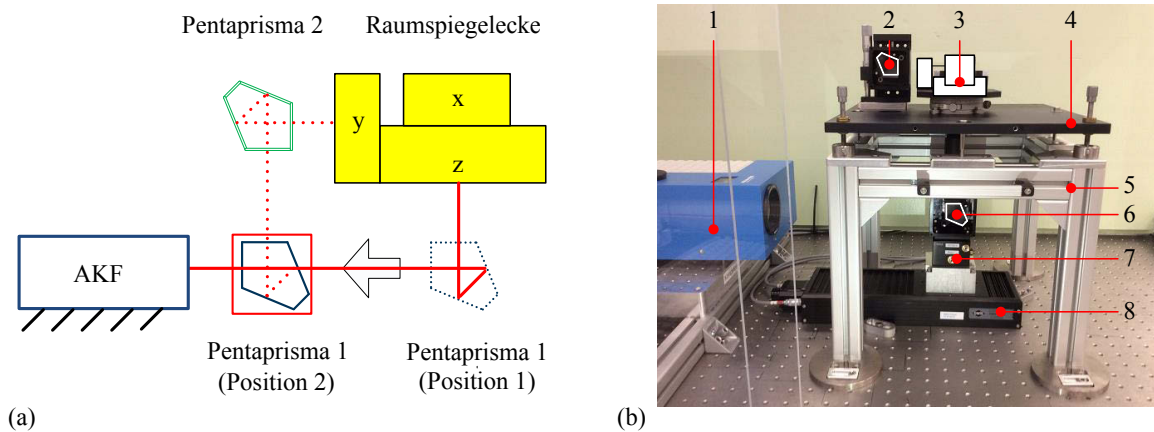 Pentaprisma 2
Raumspiegelecke
x
y
z
AKF
Pentaprisma 1
(Position 2)
Pentaprisma 1
(Position 1)
(a)
1
2
3
4
5
6
7
8
(b)